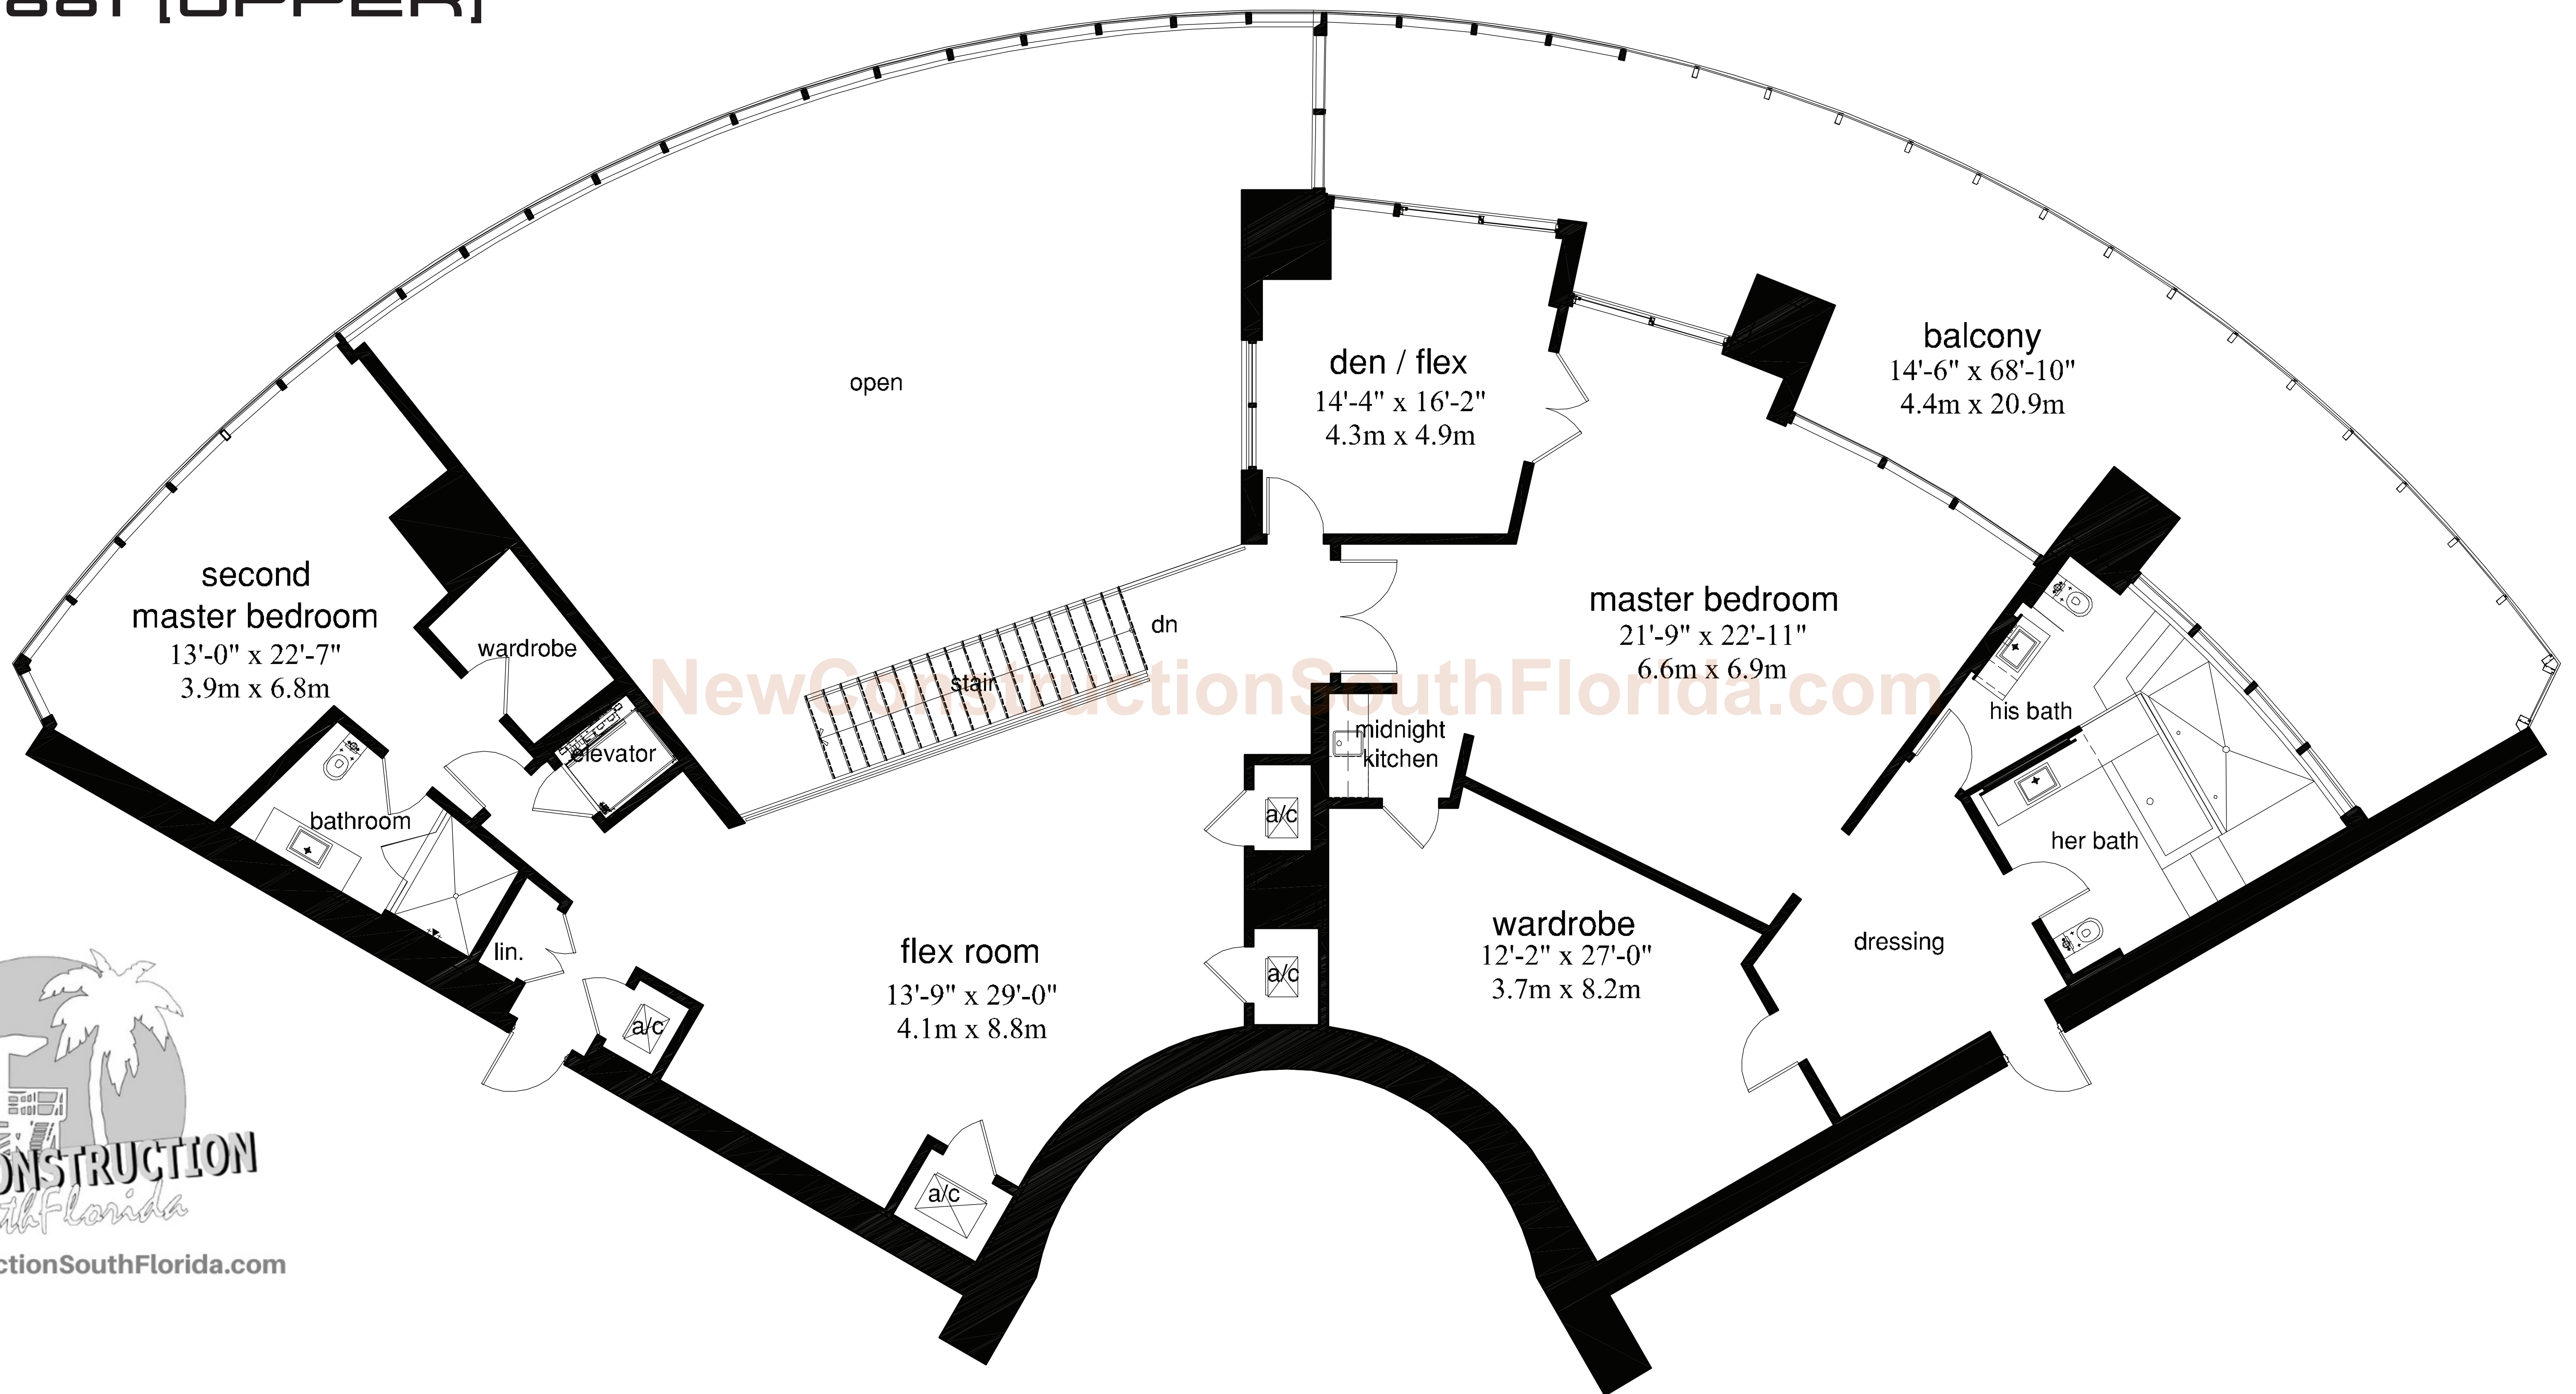 [UPPER]
open
den / flex
14'-4" x 16'-2"
4.3m x 4.9m
balcony
14'-6" x 68'-10"
4.4m x 20.9m
second
master bedroom
13'-0" x 22'-7"
3.9m x 6.8m
wardrobe
elevator
stair
dn
master bedroom
21'-9" x 22'-11"
6.6m x 6.9m
NewConstructionSouthFlorida.com
his bath
midnight
kitchen
bathroom
a/c
her bath
lin.
flex room
13'-9" x 29'-0"
4.1m x 8.8m
a/c
wardrobe
12'-2" x 27'-0"
3.7m x 8.2m
dressing
a/c
a/c
ONSTRUCTION
thFlorida
ctionSouthFlorida.com